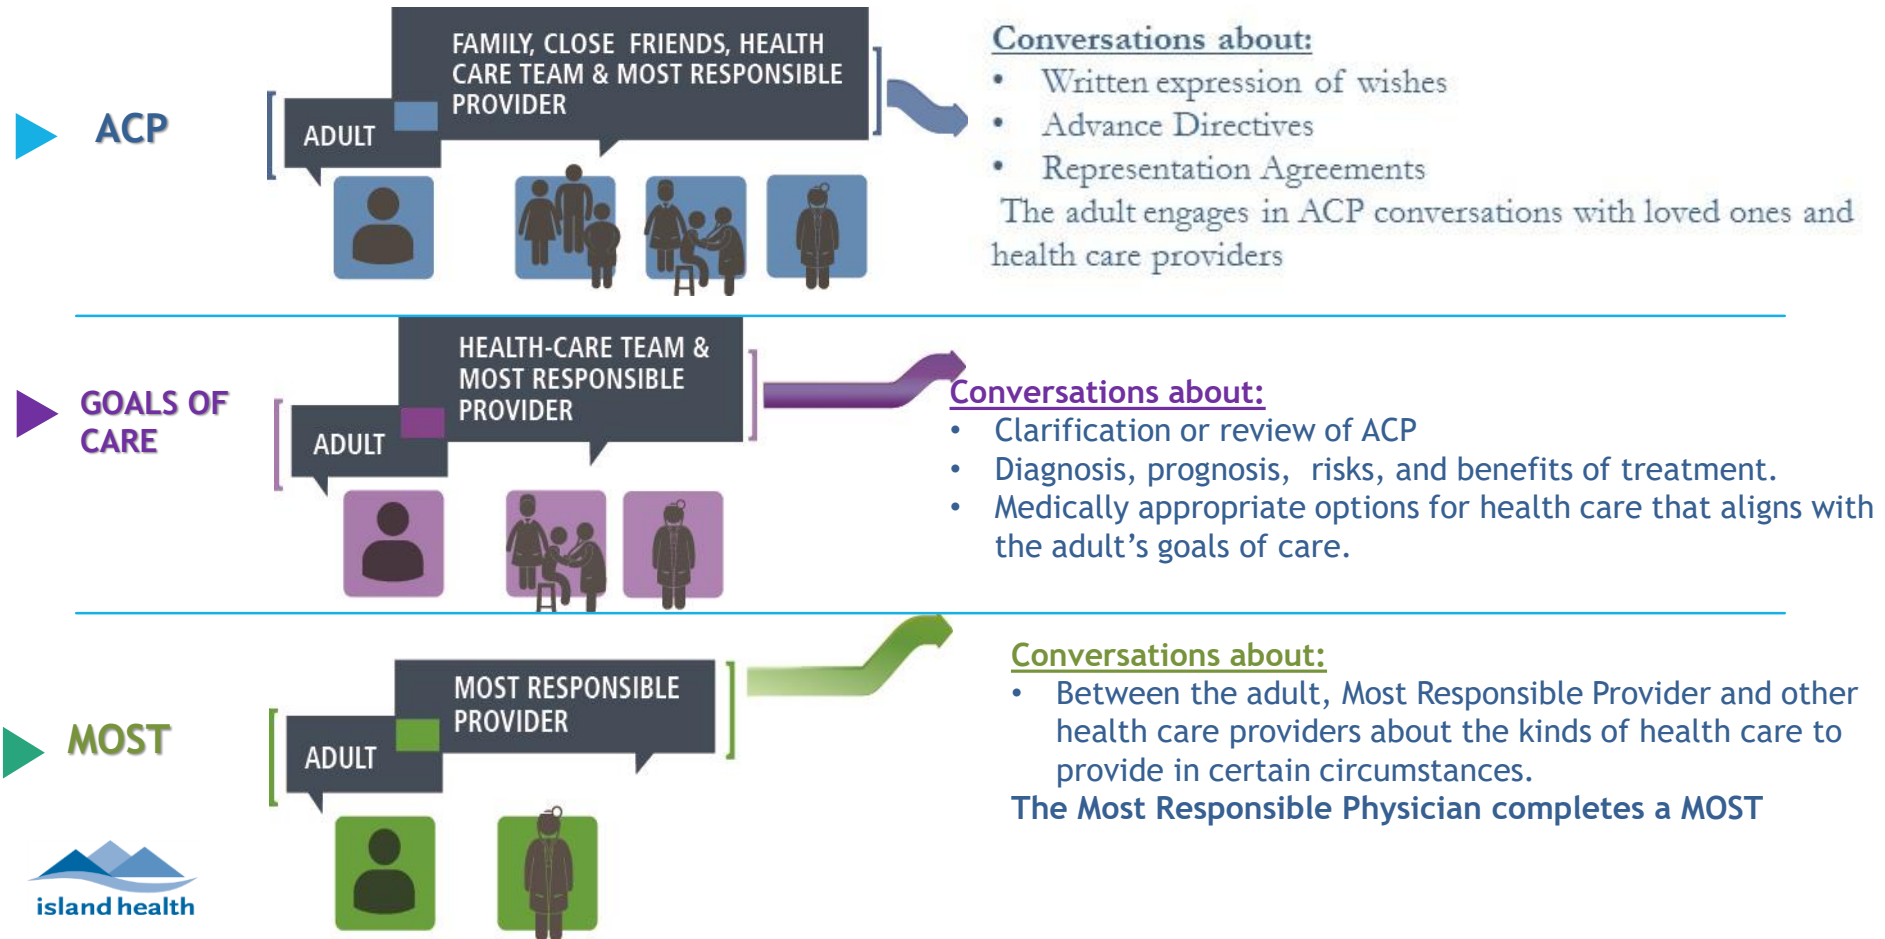 ACP
ADULT
FAMILY, CLOSE FRIENDS, HEALTH
CARE TEAM & MOST RESPONSIBLE
PROVIDER
Conversations about:
• Written expression of wishes
• Advance Directives
• Representation Agreements
The adult engages in ACP conversations with loved ones and
health care providers
GOALS OF
CARE
ADULT
HEALTH-CARE TEAM &
MOST RESPONSIBLE
PROVIDER
Conversations about:
• Clarification or review of ACP
• Diagnosis, prognosis, risks, and benefits of treatment.
• Medically appropriate options for health care that aligns with
the adult’s goals of care.
MOST
ADULT
MOST RESPONSIBLE
PROVIDER
Conversations about:
• Between the adult, Most Responsible Provider and other
health care providers about the kinds of health care to
provide in certain circumstances.
The Most Responsible Physician completes a MOST
island health